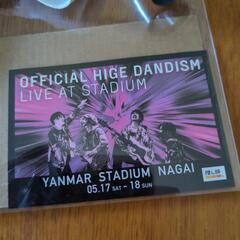 OFFICIAL HIGE DANDISM
LIVE AT STADIUM
YANMAR STADIUM NAGAI
05.17 SAT - 18 SUN